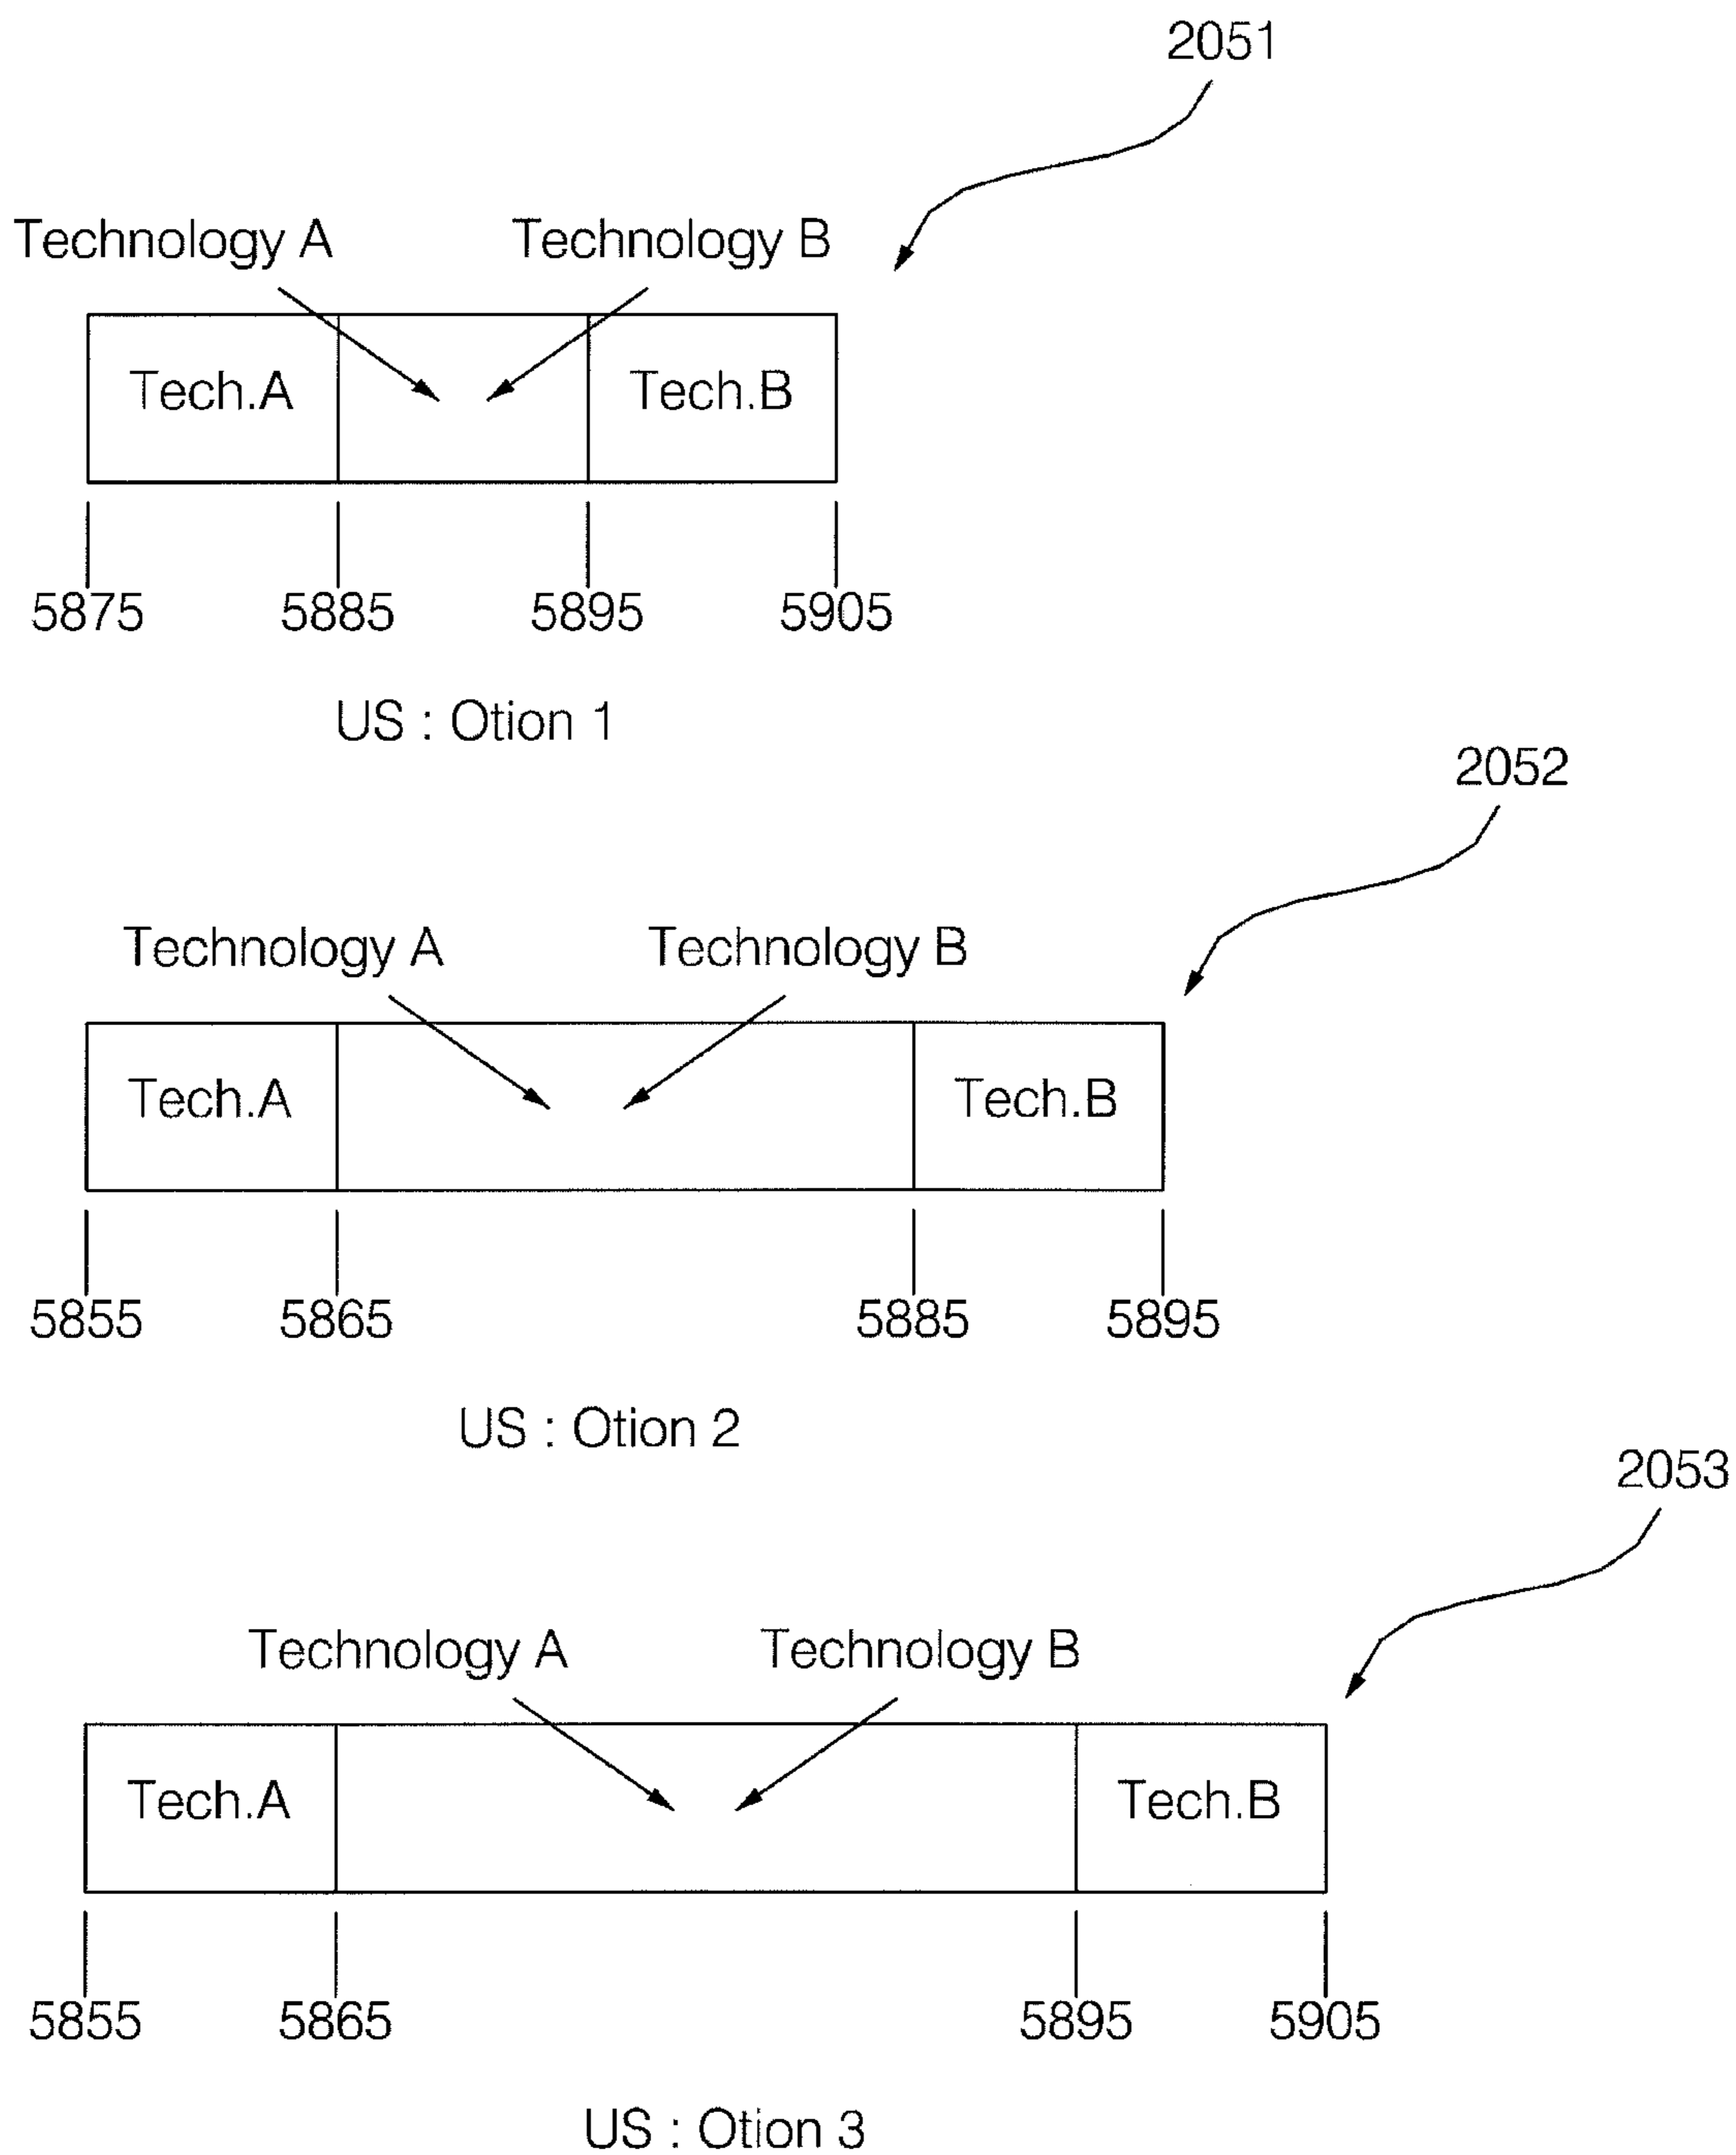 2051
Technology A Technology B
Tech.A Tech.B
5875 5885 5895 5905
US : Otion 1
2052
Technology A Technology B
Tech.A Tech.B
5855 5865 5885 5895
US : Otion 2
2053
Technology A Technology B
Tech.A Tech.B
5855 5865 5895 5905
US : Otion 3